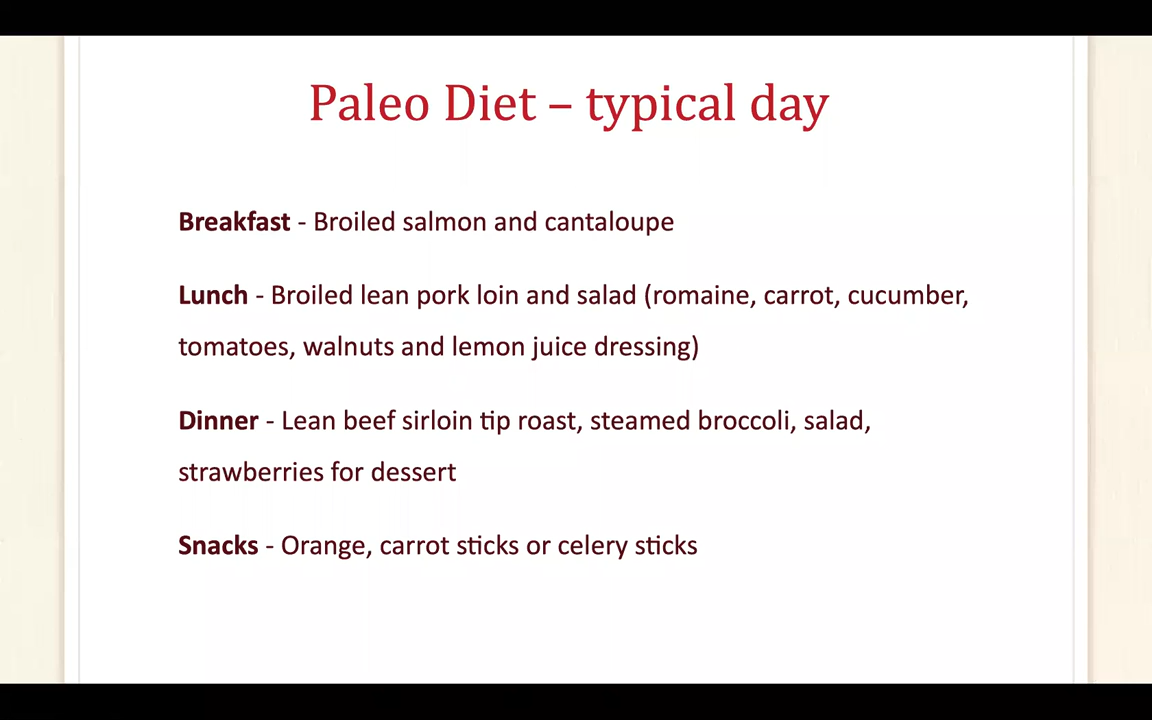 Paleo Diet – typical day
Breakfast - Broiled salmon and cantaloupe
Lunch - Broiled lean pork loin and salad (romaine, carrot, cucumber,
tomatoes, walnuts and lemon juice dressing)
Dinner - Lean beef sirloin tip roast, steamed broccoli, salad,
strawberries for dessert
Snacks - Orange, carrot sticks or celery sticks